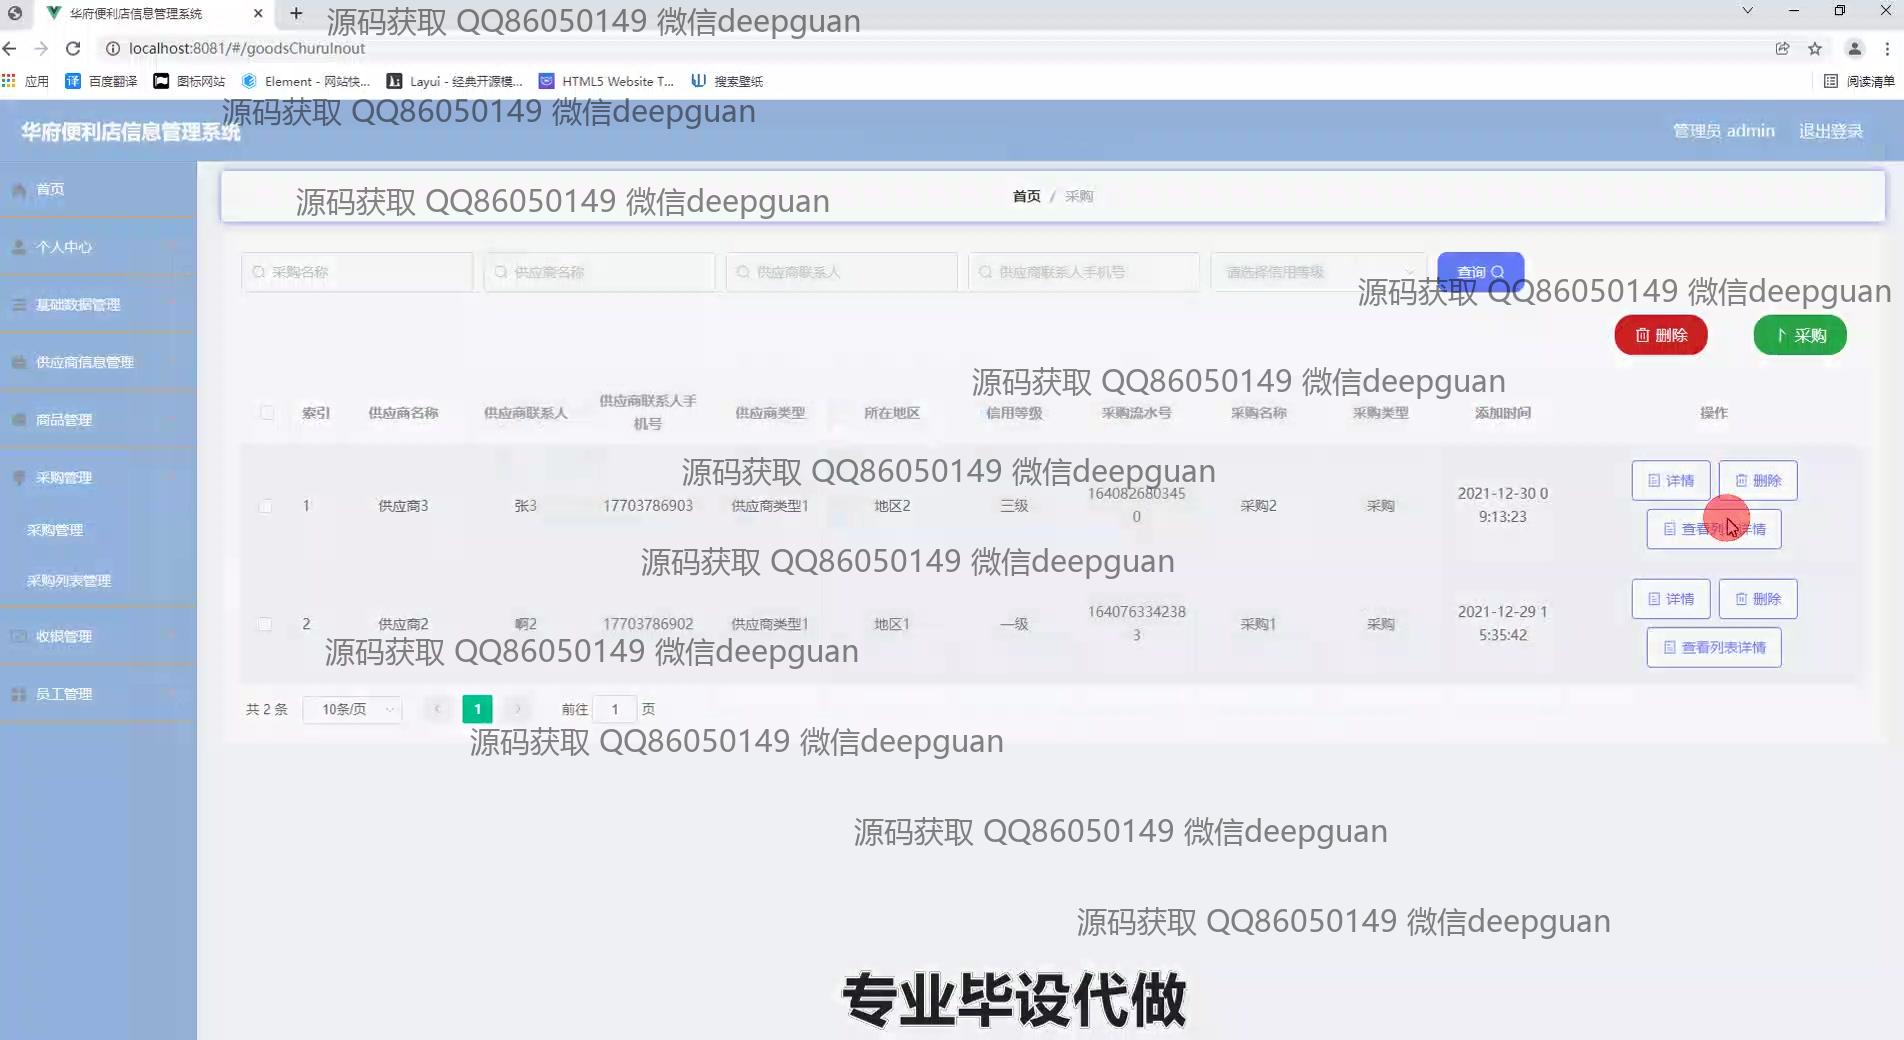 华府便利店信息管理系统
源码获取 QQ86050149 微信deepguan
localhost:8081/#/goodsChuruInout
应用 百度翻译 图标网站 Element - 网站快... Layui - 经典开源模... HTML5 Website T... 搜索壁纸 阅读清单
源码获取 QQ86050149 微信deepguan
华府便利店信息管理系统 管理员 admin 退出登录
首页
个人中心
基础数据管理
供应商信息管理
商品管理
采购管理
采购管理
采购列表管理
收银管理
员工管理
源码获取 QQ86050149 微信deepguan
首页 / 采购
采购名称 供应商名称 供应商联系人 供应商联系人手机号 请选择信用等级 查询
源码获取 QQ86050149 微信deepguan
删除 采购
源码获取 QQ86050149 微信deepguan
索引 供应商名称 供应商联系人 供应商联系人手机号 供应商类型 所在地区 信用等级 采购流水号 采购名称 采购类型 添加时间 操作
源码获取 QQ86050149 微信deepguan
1 供应商3 张3 17703786903 供应商类型1 地区2 三级 1640826803450 采购2 采购 2021-12-30 09:13:23 详情 删除
查看列表详情
源码获取 QQ86050149 微信deepguan
2 供应商2 啊2 17703786902 供应商类型1 地区1 一级 1640763342383 采购1 采购 2021-12-29 15:35:42 详情 删除
查看列表详情
源码获取 QQ86050149 微信deepguan
共 2 条 10条/页 1 前往 1 页
源码获取 QQ86050149 微信deepguan
源码获取 QQ86050149 微信deepguan
源码获取 QQ86050149 微信deepguan
专业毕设代做